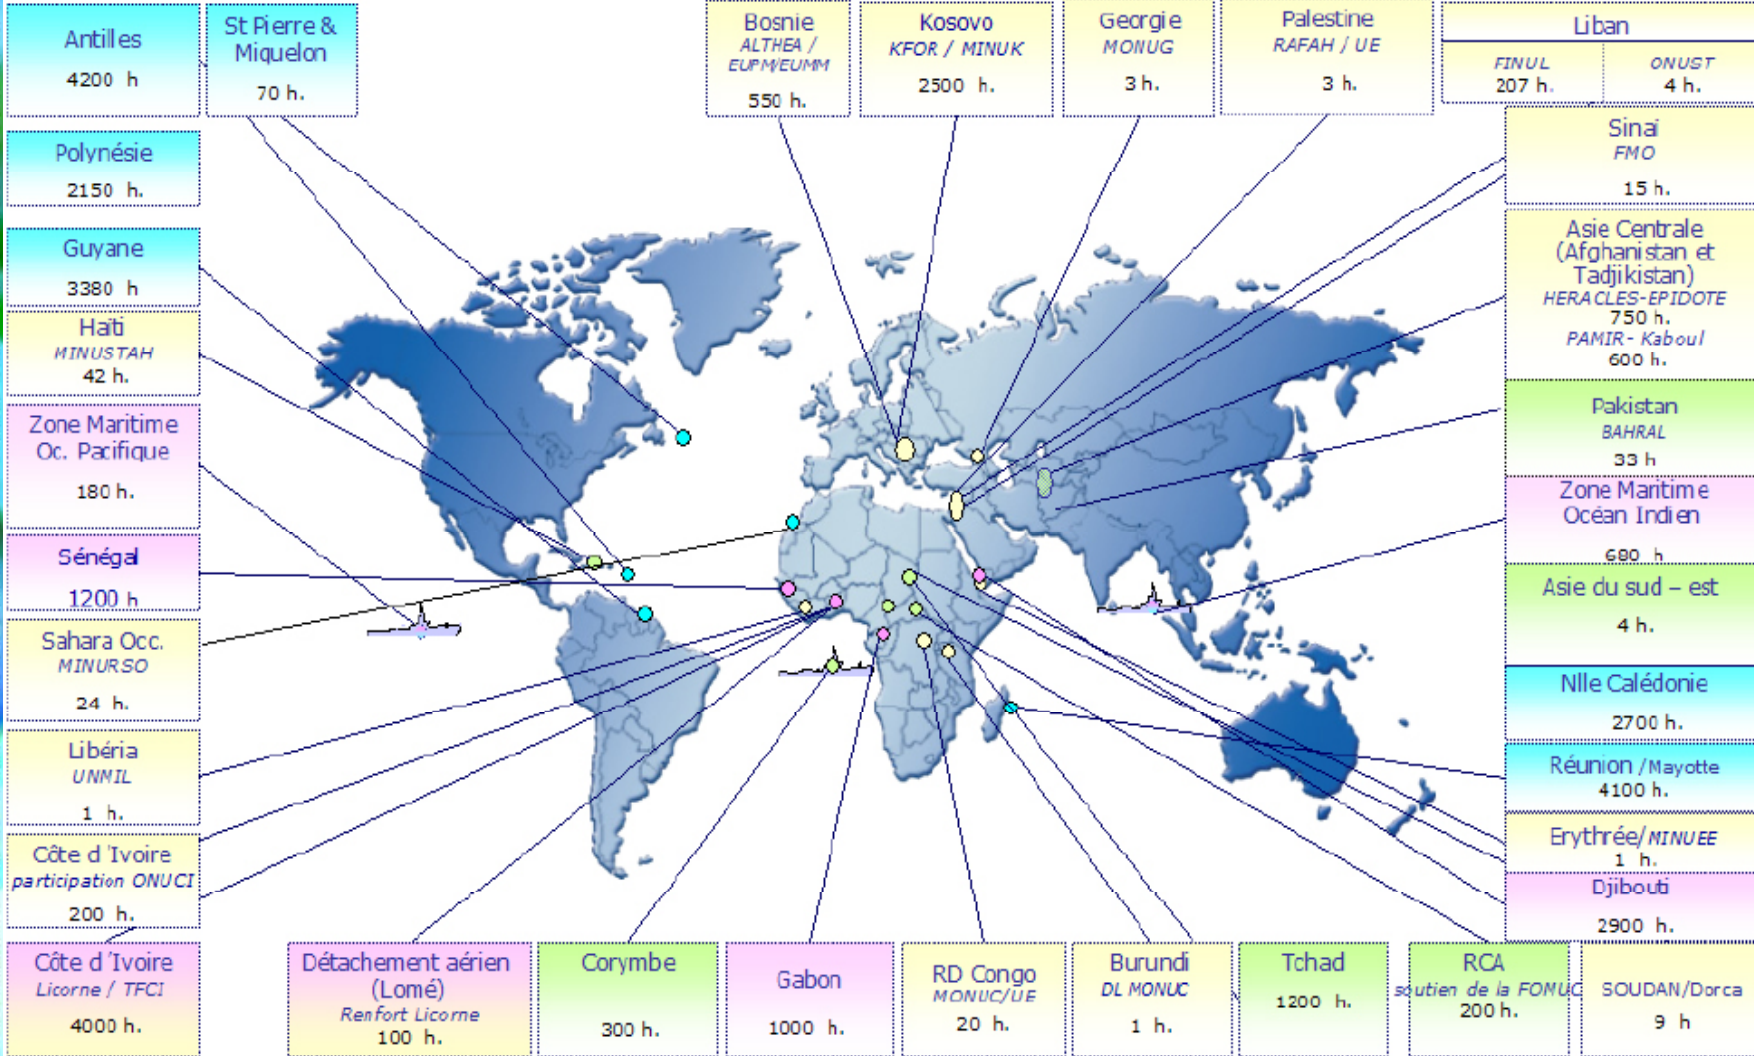 Antilles
4200 h
St Pierre &
Miquelon
70 h.
Bosnie
ALTHEA /
EUPM/EUMM
550 h.
Kosovo
KFOR / MINUK
2500 h.
Georgie
MONUG
3 h.
Palestine
RAFAH / UE
3 h.
Liban
FINUL
207 h.
ONUST
4 h.
Polynésie
2150 h.
Guyane
3380 h
Haïti
MINUSTAH
42 h.
Zone Maritime
Oc. Pacifique
180 h.
Sénégal
1200 h
Sahara Occ.
MINURSO
24 h.
Libéria
UNMIL
1 h.
Côte d 'Ivoire
participation ONUCI
200 h.
Côte d 'Ivoire
Licorne / TFCI
4000 h.
Sinaï
FMO
15 h.
Asie Centrale
(Afghanistan et
Tadjikistan)
HERACLES-EPIDOTE
750 h.
PAMIR- Kaboul
600 h.
Pakistan
BAHRAL
33 h
Zone Maritime
Océan Indien
680 h
Asie du sud – est
4 h.
Nlle Calédonie
2700 h.
Réunion /Mayotte
4100 h.
Erythrée/MINUEE
1 h.
Djibouti
2900 h.
Détachement aérien
(Lomé)
Renfort Licorne
100 h.
Corymbe
300 h.
Gabon
1000 h.
RD Congo
MONUC/UE
20 h.
Burundi
DL MONUC
1 h.
Tchad
1200 h.
RCA
soutien de la FOMUC
200 h.
SOUDAN/Dorca
9 h